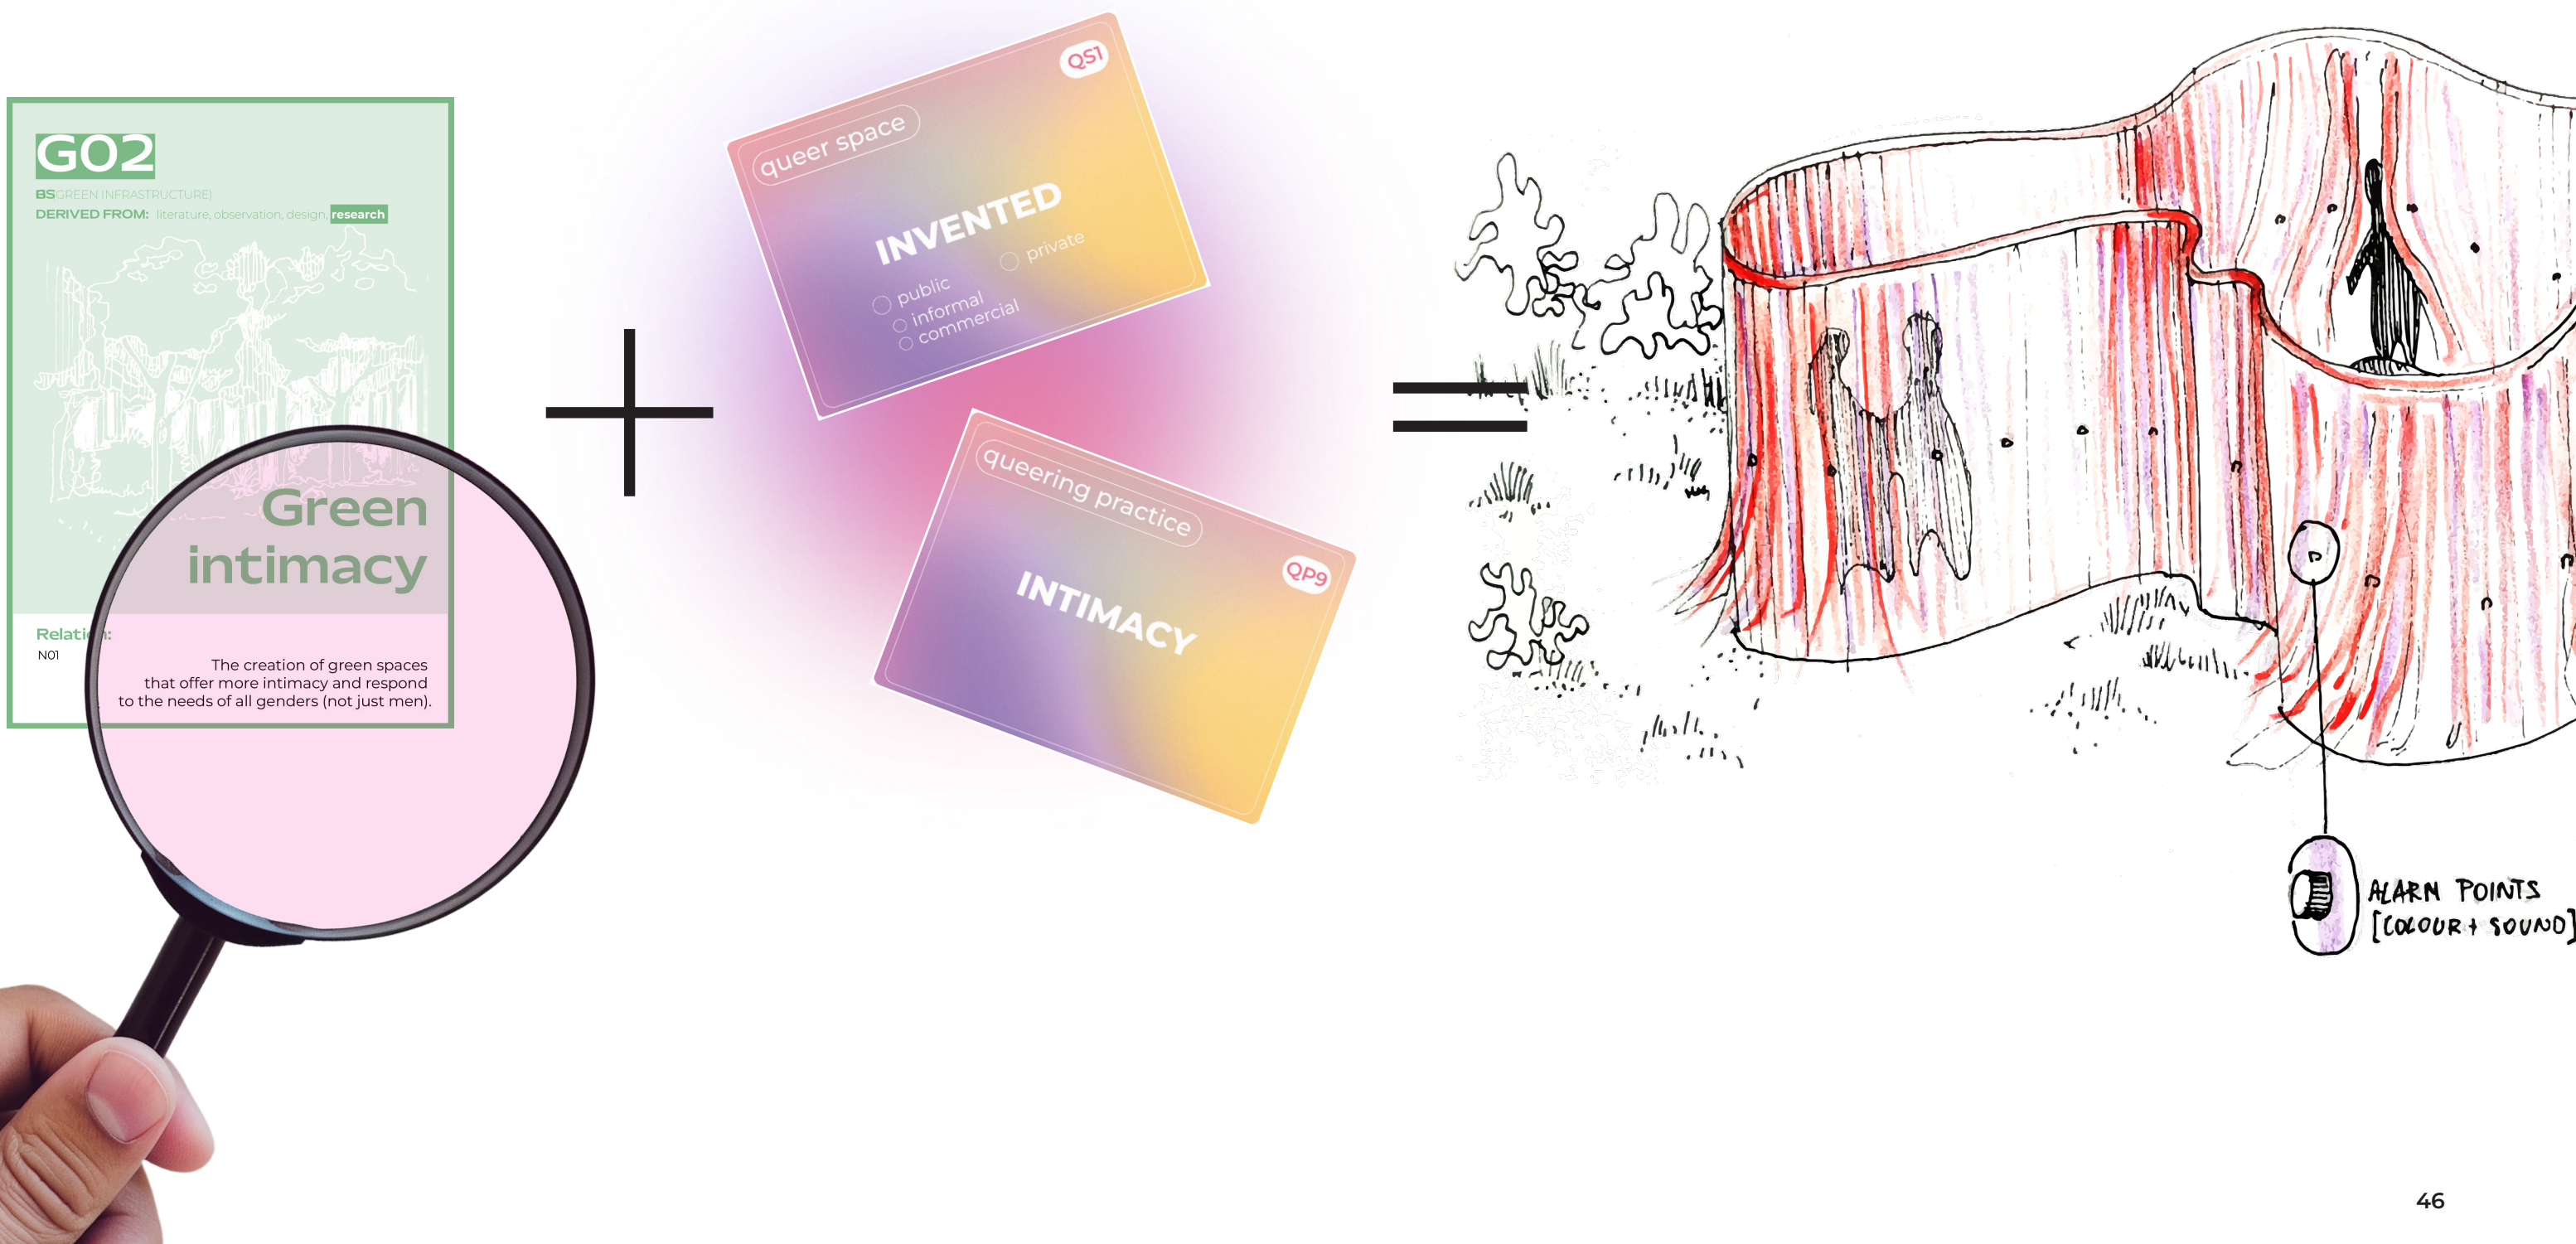 G02
BS GREEN INFRASTRUCTURE)
DERIVED FROM: literature, observation, design, research
Green
intimacy
Relation:
N01
The creation of green spaces
that offer more intimacy and respond
to the needs of all genders (not just men).
+
QS1
queer space
INVENTED
private
public
informal
commercial
queering practice
QP9
INTIMACY
=
ALARM POINTS
[COLOUR + SOUND]
46